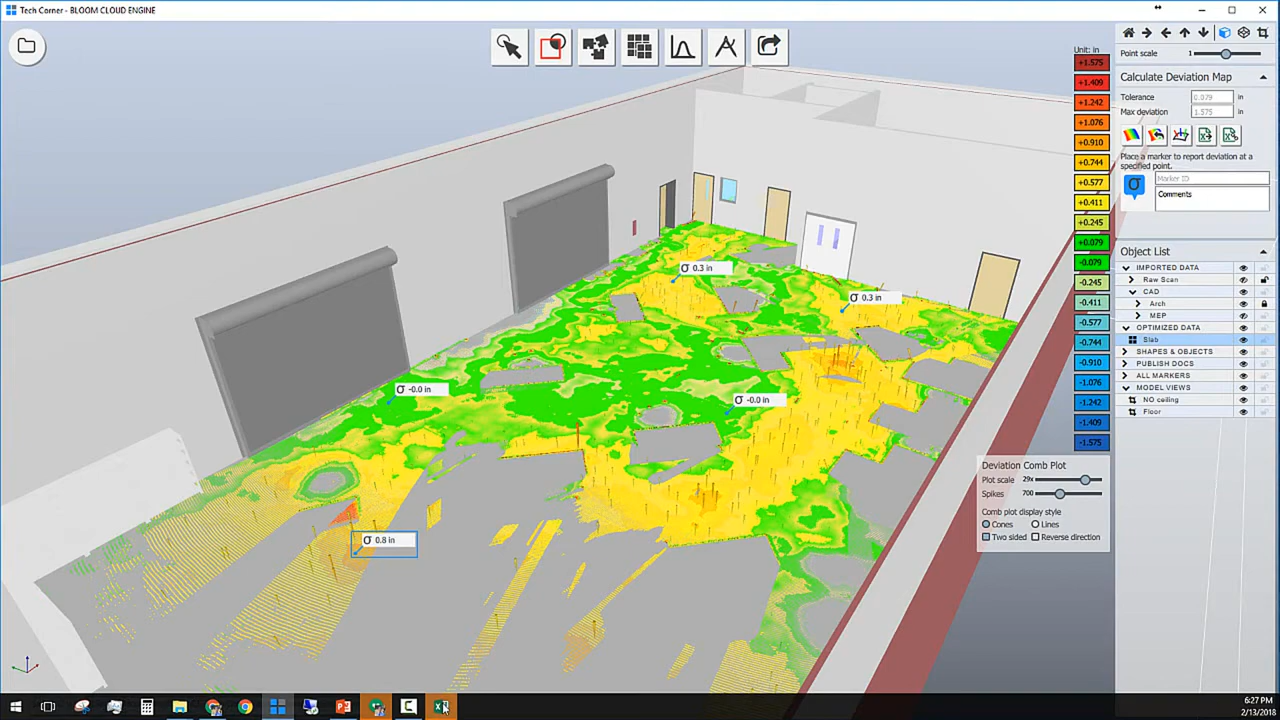 Tech Corner - BLOOM CLOUD ENGINE
Unit: in
+1.575
+1.409
+1.242
+1.076
+0.910
+0.744
+0.577
+0.411
+0.245
+0.079
-0.079
-0.245
-0.411
-0.577
-0.744
-0.910
-1.076
-1.242
-1.409
-1.575
σ 0.3 in
σ 0.3 in
σ -0.0 in
σ -0.0 in
σ 0.8 in
Point scale 1
Calculate Deviation Map
Tolerance 0.079 in
Max deviation 1.575 in
Place a marker to report deviation at a
specified point.
σ
Marker ID
Comments
Object List
IMPORTED DATA
Raw Scan
CAD
Arch
MEP
OPTIMIZED DATA
Slab
SHAPES & OBJECTS
PUBLISH DOCS
ALL MARKERS
MODEL VIEWS
NO ceiling
Floor
Deviation Comb Plot
Plot scale 29x
Spikes 700
Comb plot display style
Cones Lines
Two sided Reverse direction
6:27 PM
2/13/2018